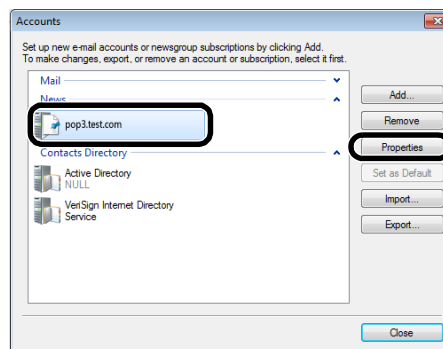 Accounts
Set up new e-mail accounts or newsgroup subscriptions by clicking Add.
To make changes, export, or remove an account or subscription, select it first.
Mail
News
pop3.test.com
Contacts Directory
Active Directory
NULL
VeriSign Internet Directory
Service
Add...
Remove
Properties
Set as Default
Import...
Export...
Close